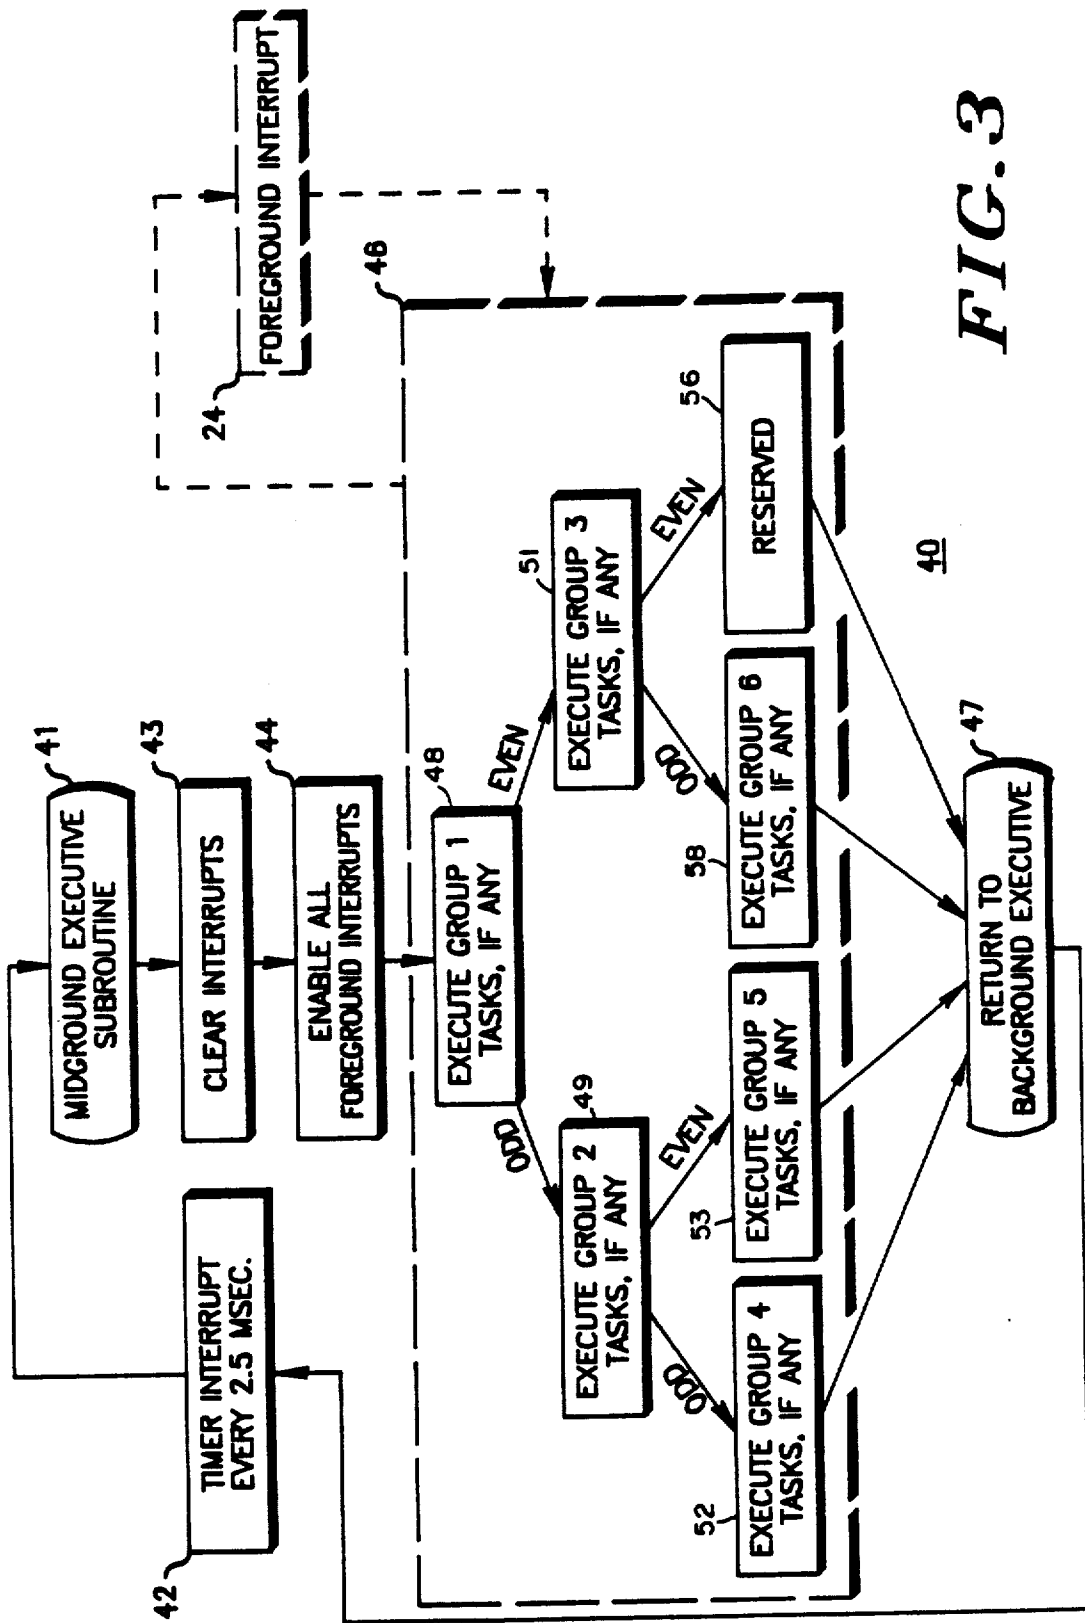 42
TIMER INTERRUPT
EVERY 2.5 MSEC.
41
MIDGROUND EXECUTIVE
SUBROUTINE
43
CLEAR INTERRUPTS
44
ENABLE ALL
FOREGROUND INTERRUPTS
24
FOREGROUND INTERRUPT
46
48
EXECUTE GROUP 1
TASKS, IF ANY
ODD
EVEN
49
EXECUTE GROUP 2
TASKS, IF ANY
51
EXECUTE GROUP 3
TASKS, IF ANY
ODD
EVEN
ODD
EVEN
52
EXECUTE GROUP 4
TASKS, IF ANY
53
EXECUTE GROUP 5
TASKS, IF ANY
58
EXECUTE GROUP 6
TASKS, IF ANY
56
RESERVED
47
RETURN TO
BACKGROUND EXECUTIVE
40
FIG.3